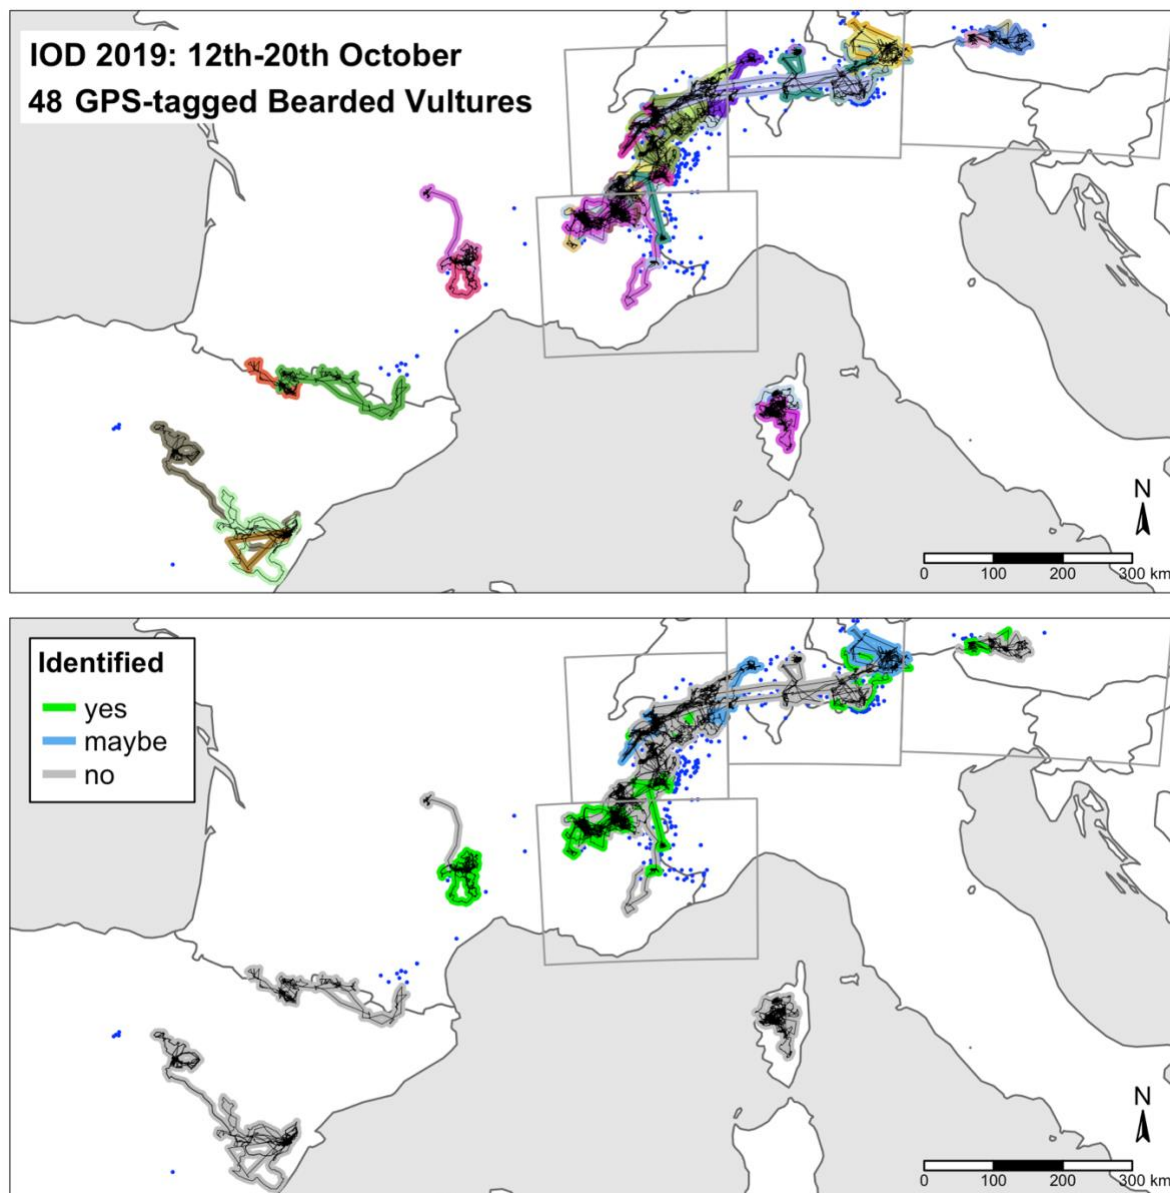 IOD 2019: 12th-20th October
48 GPS-tagged Bearded Vultures
N
0 100 200 300 km
Identified
yes
maybe
no
N
0 100 200 300 km